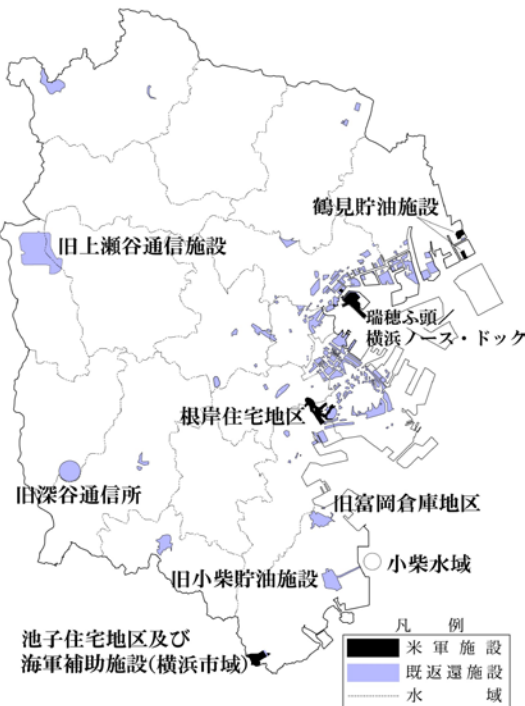 鶴見貯油施設
旧上瀬谷通信施設
瑞穂ふ頭／
横浜ノース・ドック
根岸住宅地区
旧深谷通信所
旧富岡倉庫地区
小柴水域
旧小柴貯油施設
池子住宅地区及び
海軍補助施設(横浜市域)
凡 例
米軍施設
既返還施設
水域